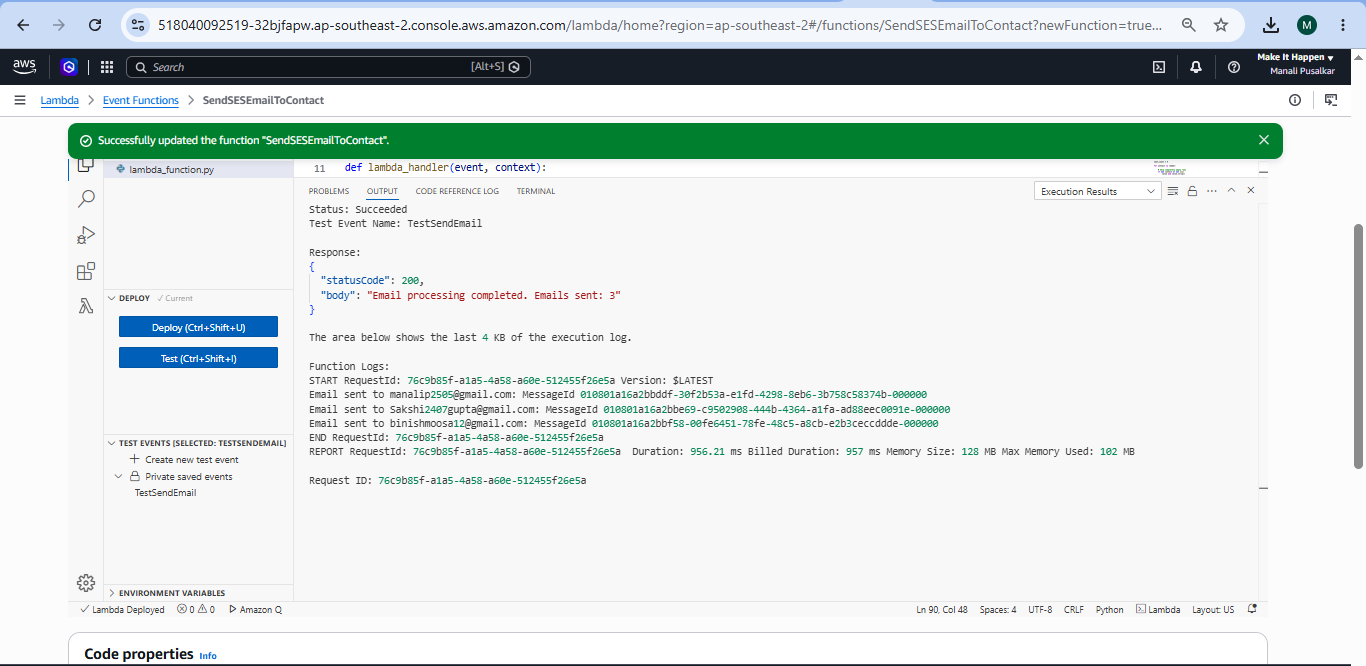 518040092519-32bjfapw.ap-southeast-2.console.aws.amazon.com/lambda/home?region=ap-southeast-2#/functions/SendSESEmailToContact?newFunction=true...
M
aws
Search
[Alt+S]
Make It Happen
Manali Pusalkar
Lambda
Event Functions
SendSESEmailToContact
Successfully updated the function "SendSESEmailToContact".
lambda_function.py
11 def lambda_handler(event, context):
PROBLEMS OUTPUT CODE REFERENCE LOG TERMINAL
Execution Results
Status: Succeeded
Test Event Name: TestSendEmail
Response:
{
"statusCode": 200,
"body": "Email processing completed. Emails sent: 3"
}
The area below shows the last 4 KB of the execution log.
Function Logs:
START RequestId: 76c9b85f-a1a5-4a58-a60e-512455f26e5a Version: $LATEST
Email sent to manalip2505@gmail.com: MessageId 010801a16a2bbddf-30f2b53a-e1fd-4298-8eb6-3b758c58374b-000000
Email sent to Sakshi2407gupta@gmail.com: MessageId 010801a16a2bbe69-c9502908-444b-4364-a1fa-ad88eec0091e-000000
Email sent to binishmoosa12@gmail.com: MessageId 010801a16a2bbf58-00fe6451-78fe-48c5-a8cb-e2b3ceccddde-000000
END RequestId: 76c9b85f-a1a5-4a58-a60e-512455f26e5a
REPORT RequestId: 76c9b85f-a1a5-4a58-a60e-512455f26e5a Duration: 956.21 ms Billed Duration: 957 ms Memory Size: 128 MB Max Memory Used: 102 MB
Request ID: 76c9b85f-a1a5-4a58-a60e-512455f26e5a
DEPLOY Current
Deploy (Ctrl+Shift+U)
Test (Ctrl+Shift+I)
TEST EVENTS [SELECTED: TESTSENDEMAIL]
Create new test event
Private saved events
TestSendEmail
ENVIRONMENT VARIABLES
Lambda Deployed
0
0
Amazon Q
Ln 90, Col 48
Spaces: 4
UTF-8
CRLF
Python
Lambda
Layout: US
Code properties Info